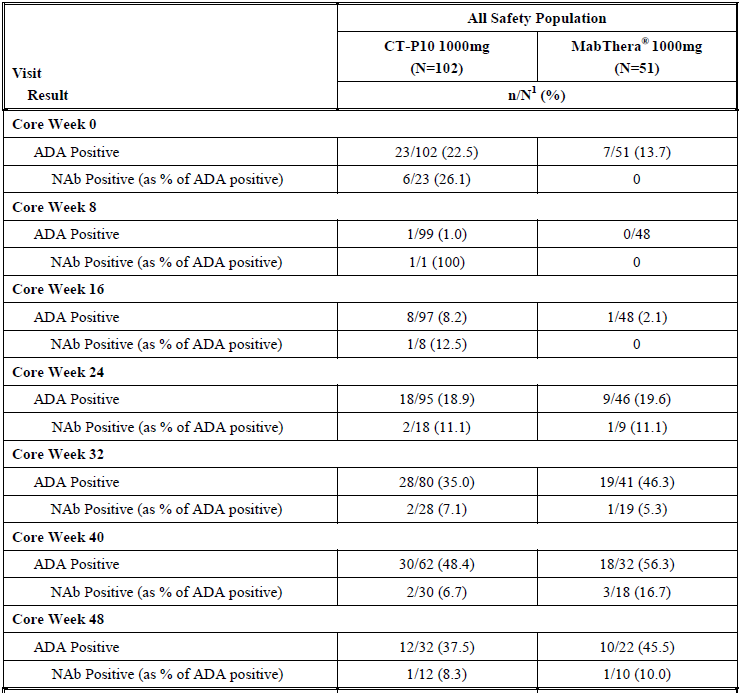 All Safety Population
Visit
Result
CT-P10 1000mg
(N=102)
MabThera® 1000mg
(N=51)
n/N1 (%)
Core Week 0
ADA Positive 23/102 (22.5) 7/51 (13.7)
NAb Positive (as % of ADA positive) 6/23 (26.1) 0
Core Week 8
ADA Positive 1/99 (1.0) 0/48
NAb Positive (as % of ADA positive) 1/1 (100) 0
Core Week 16
ADA Positive 8/97 (8.2) 1/48 (2.1)
NAb Positive (as % of ADA positive) 1/8 (12.5) 0
Core Week 24
ADA Positive 18/95 (18.9) 9/46 (19.6)
NAb Positive (as % of ADA positive) 2/18 (11.1) 1/9 (11.1)
Core Week 32
ADA Positive 28/80 (35.0) 19/41 (46.3)
NAb Positive (as % of ADA positive) 2/28 (7.1) 1/19 (5.3)
Core Week 40
ADA Positive 30/62 (48.4) 18/32 (56.3)
NAb Positive (as % of ADA positive) 2/30 (6.7) 3/18 (16.7)
Core Week 48
ADA Positive 12/32 (37.5) 10/22 (45.5)
NAb Positive (as % of ADA positive) 1/12 (8.3) 1/10 (10.0)